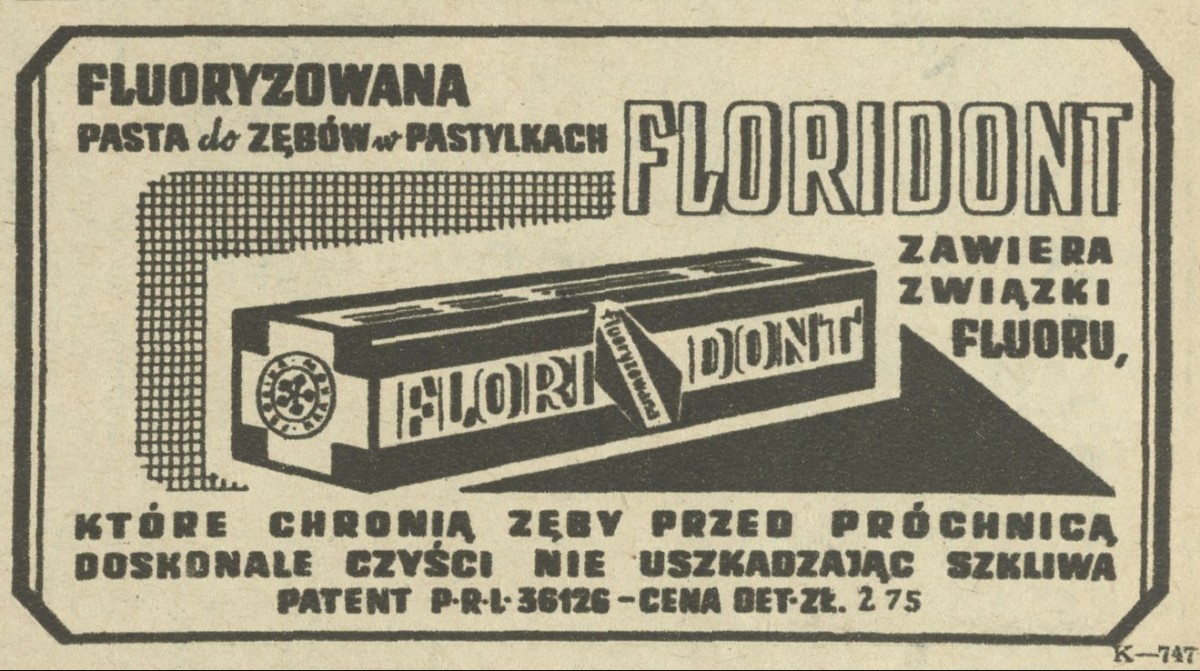 FLUORYZOWANA
PASTA do ZĘBÓW w PASTYLKACH
FLORIDONT
ZAWIERA
ZWIĄZKI
FLUORU,
FLORI DONT
fluoryzowana
KTÓRE CHRONIĄ ZĘBY PRZED PRÓCHNICĄ
DOSKONALE CZYŚCI NIE USZKADZAJĄC SZKLIWA
PATENT P·R·L· 36126 – CENA DET·ZŁ. 2 75
K—747